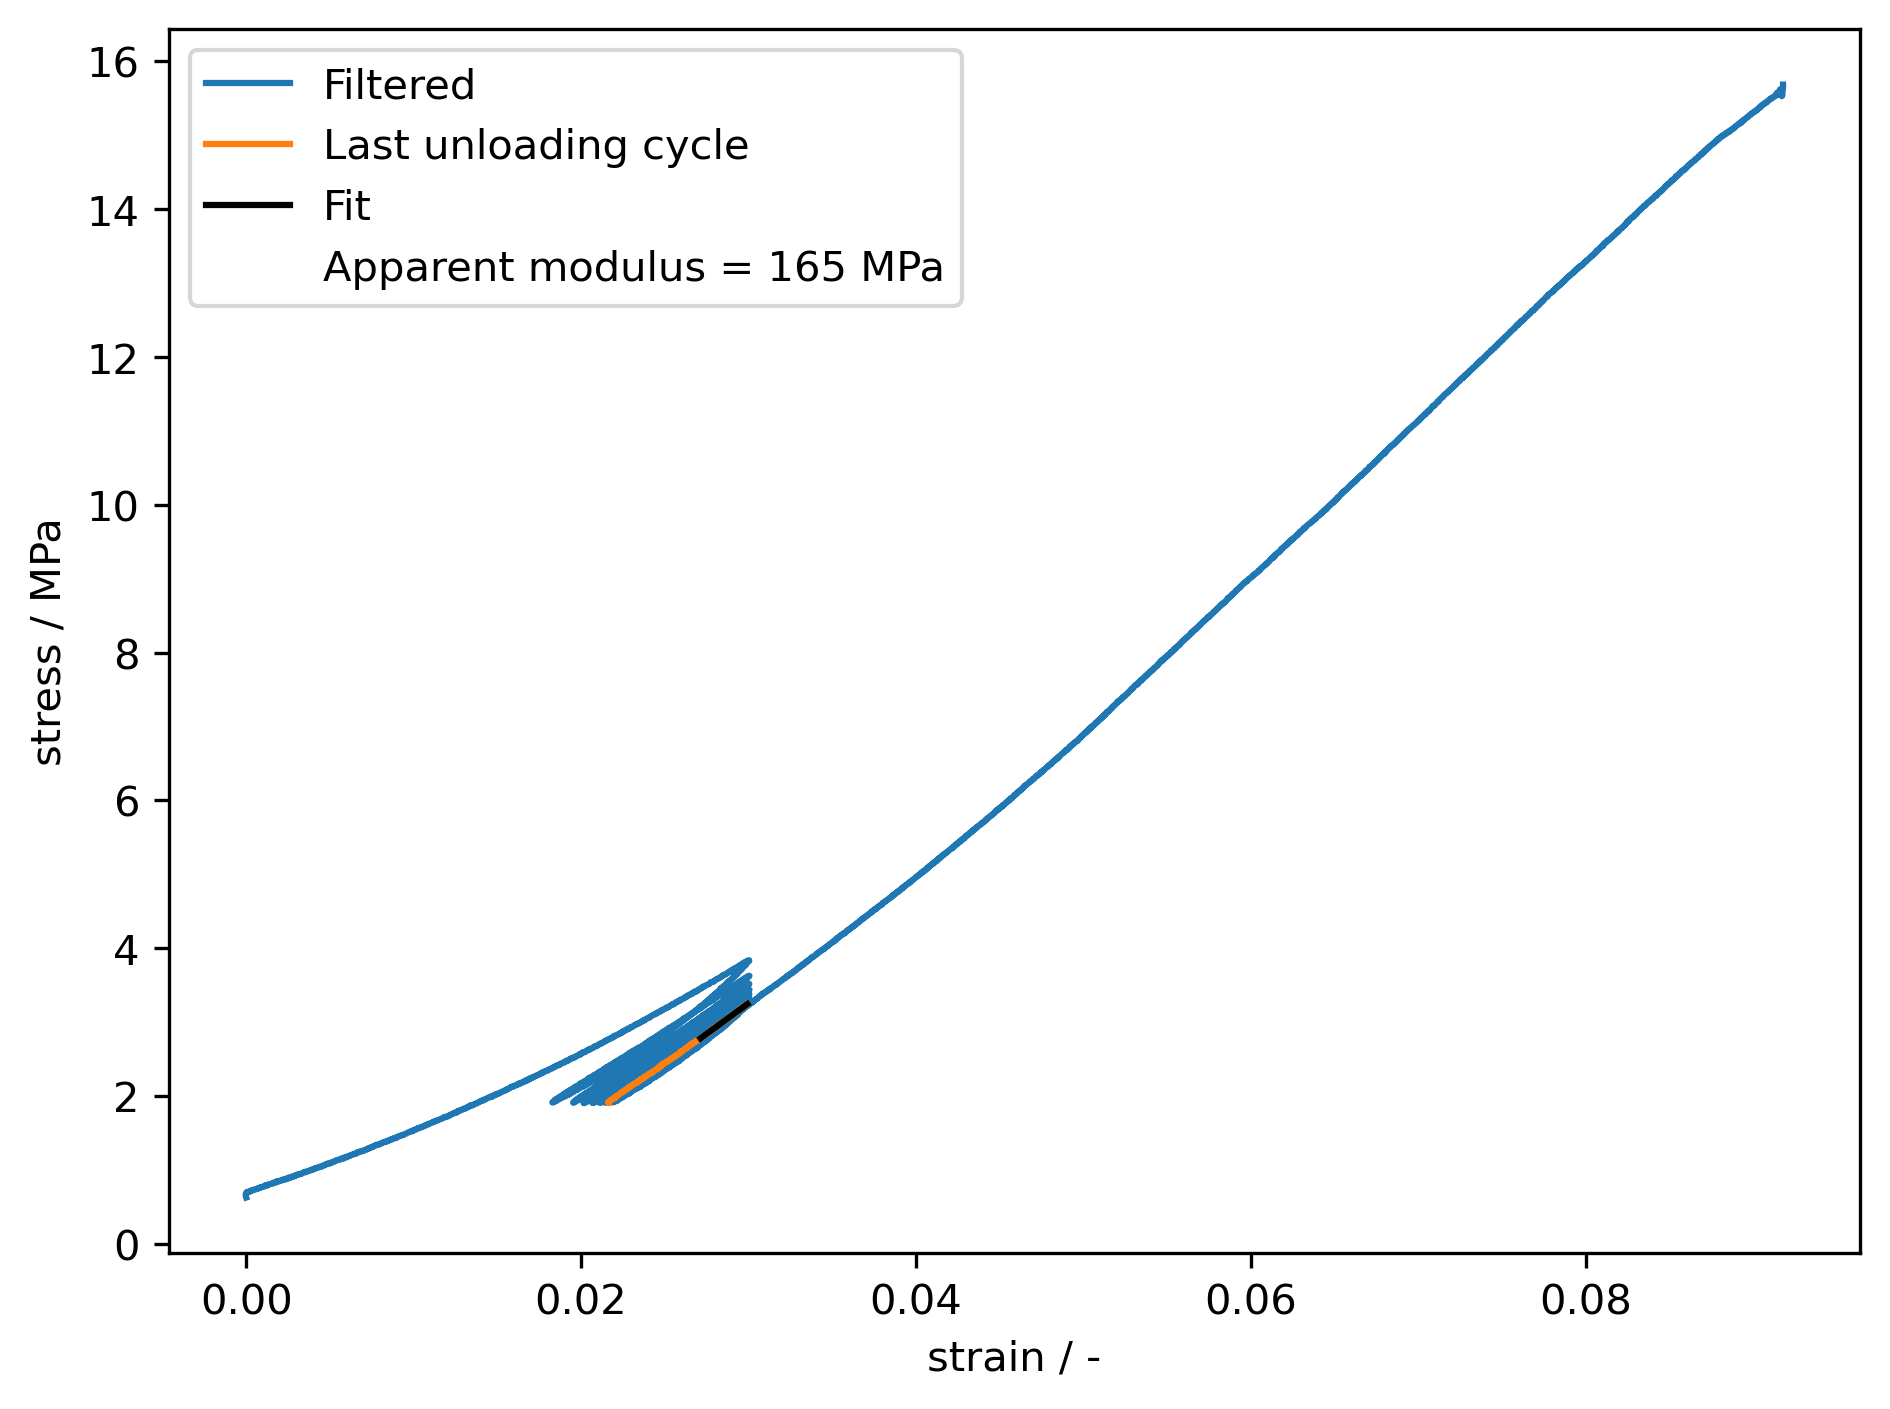 Filtered
Last unloading cycle
Fit
Apparent modulus = 165 MPa
16
14
12
10
8
6
4
2
0
stress / MPa
0.00 0.02 0.04 0.06 0.08
strain / -